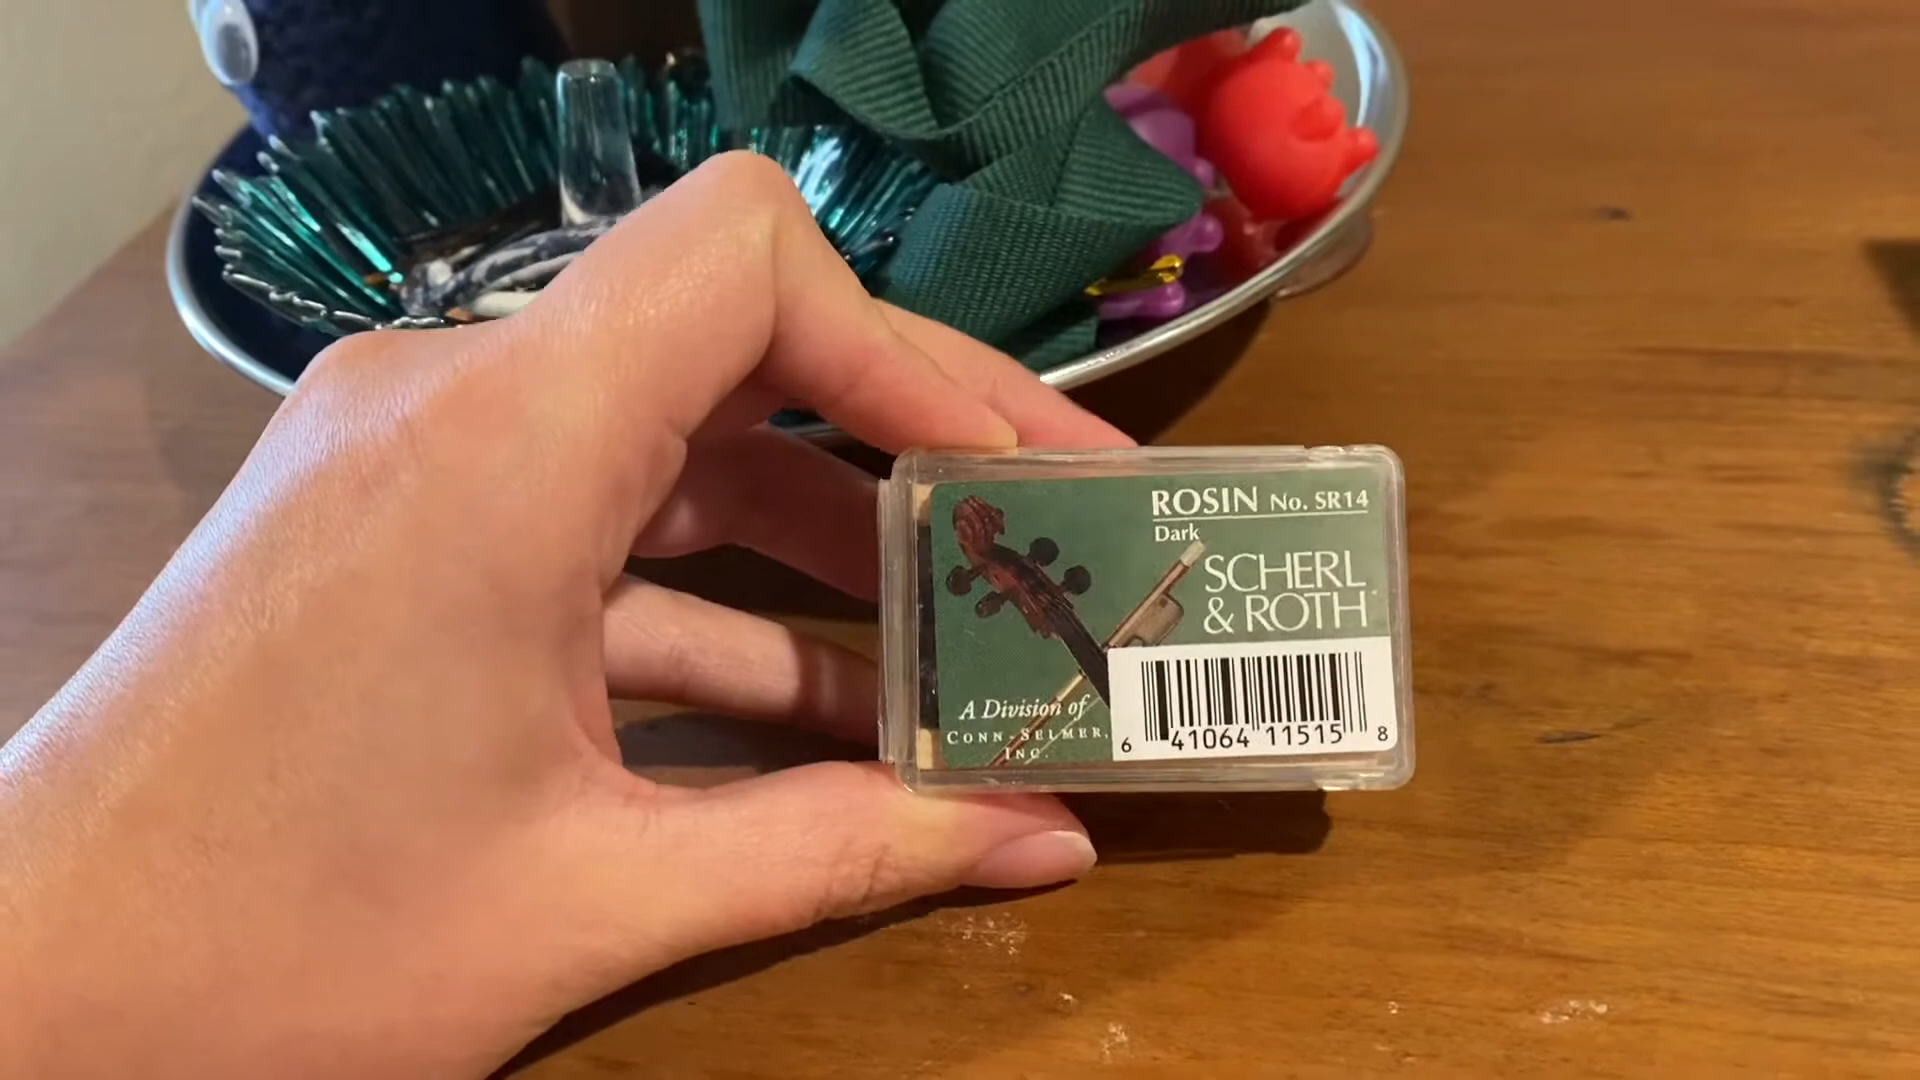 ROSIN No. SR14
Dark
SCHERL
& ROTH
A Division of
CONN-SELMER,
INC.
6 41064 11515 8